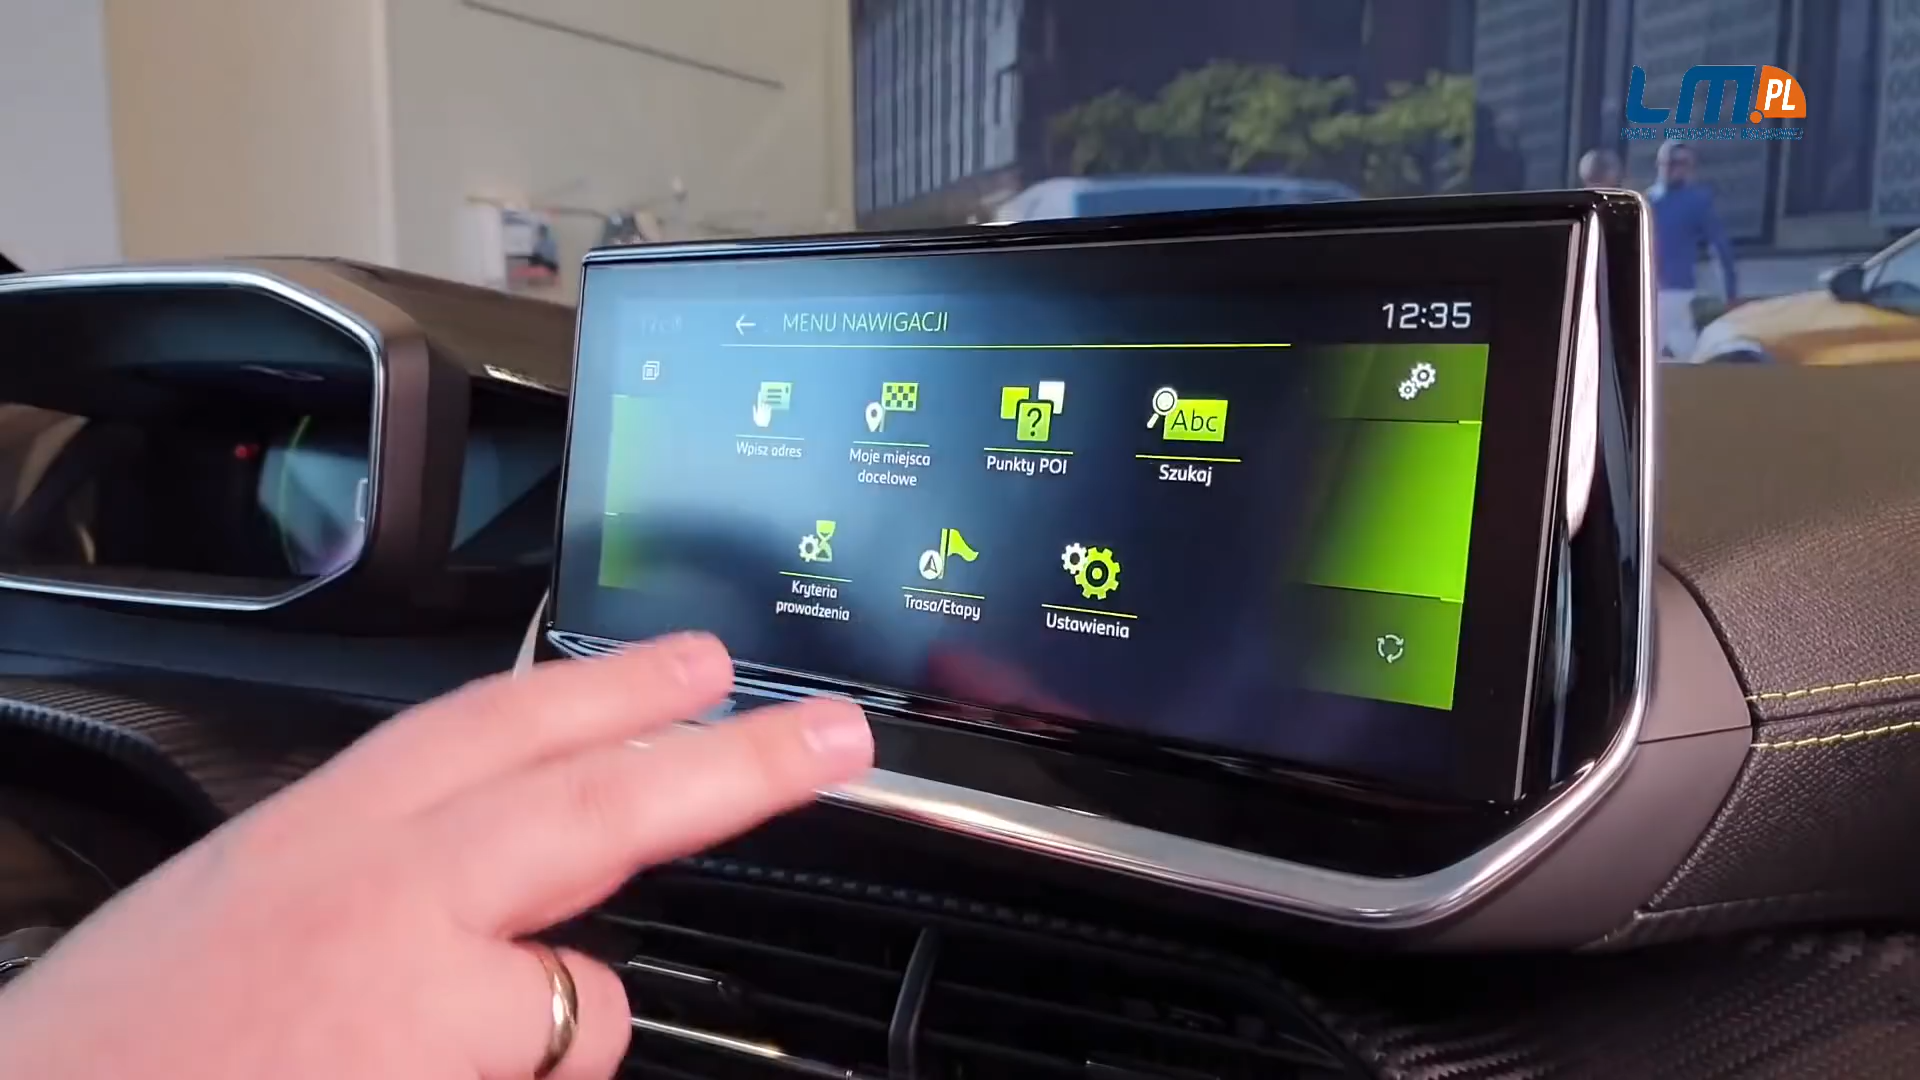 LM.PL
12:35
MENU NAWIGACJI
Wpisz adres
Moje miejsca
docelowe
Punkty POI
Abc
Szukaj
Kryteria
prowadzenia
Trasa/Etapy
Ustawienia